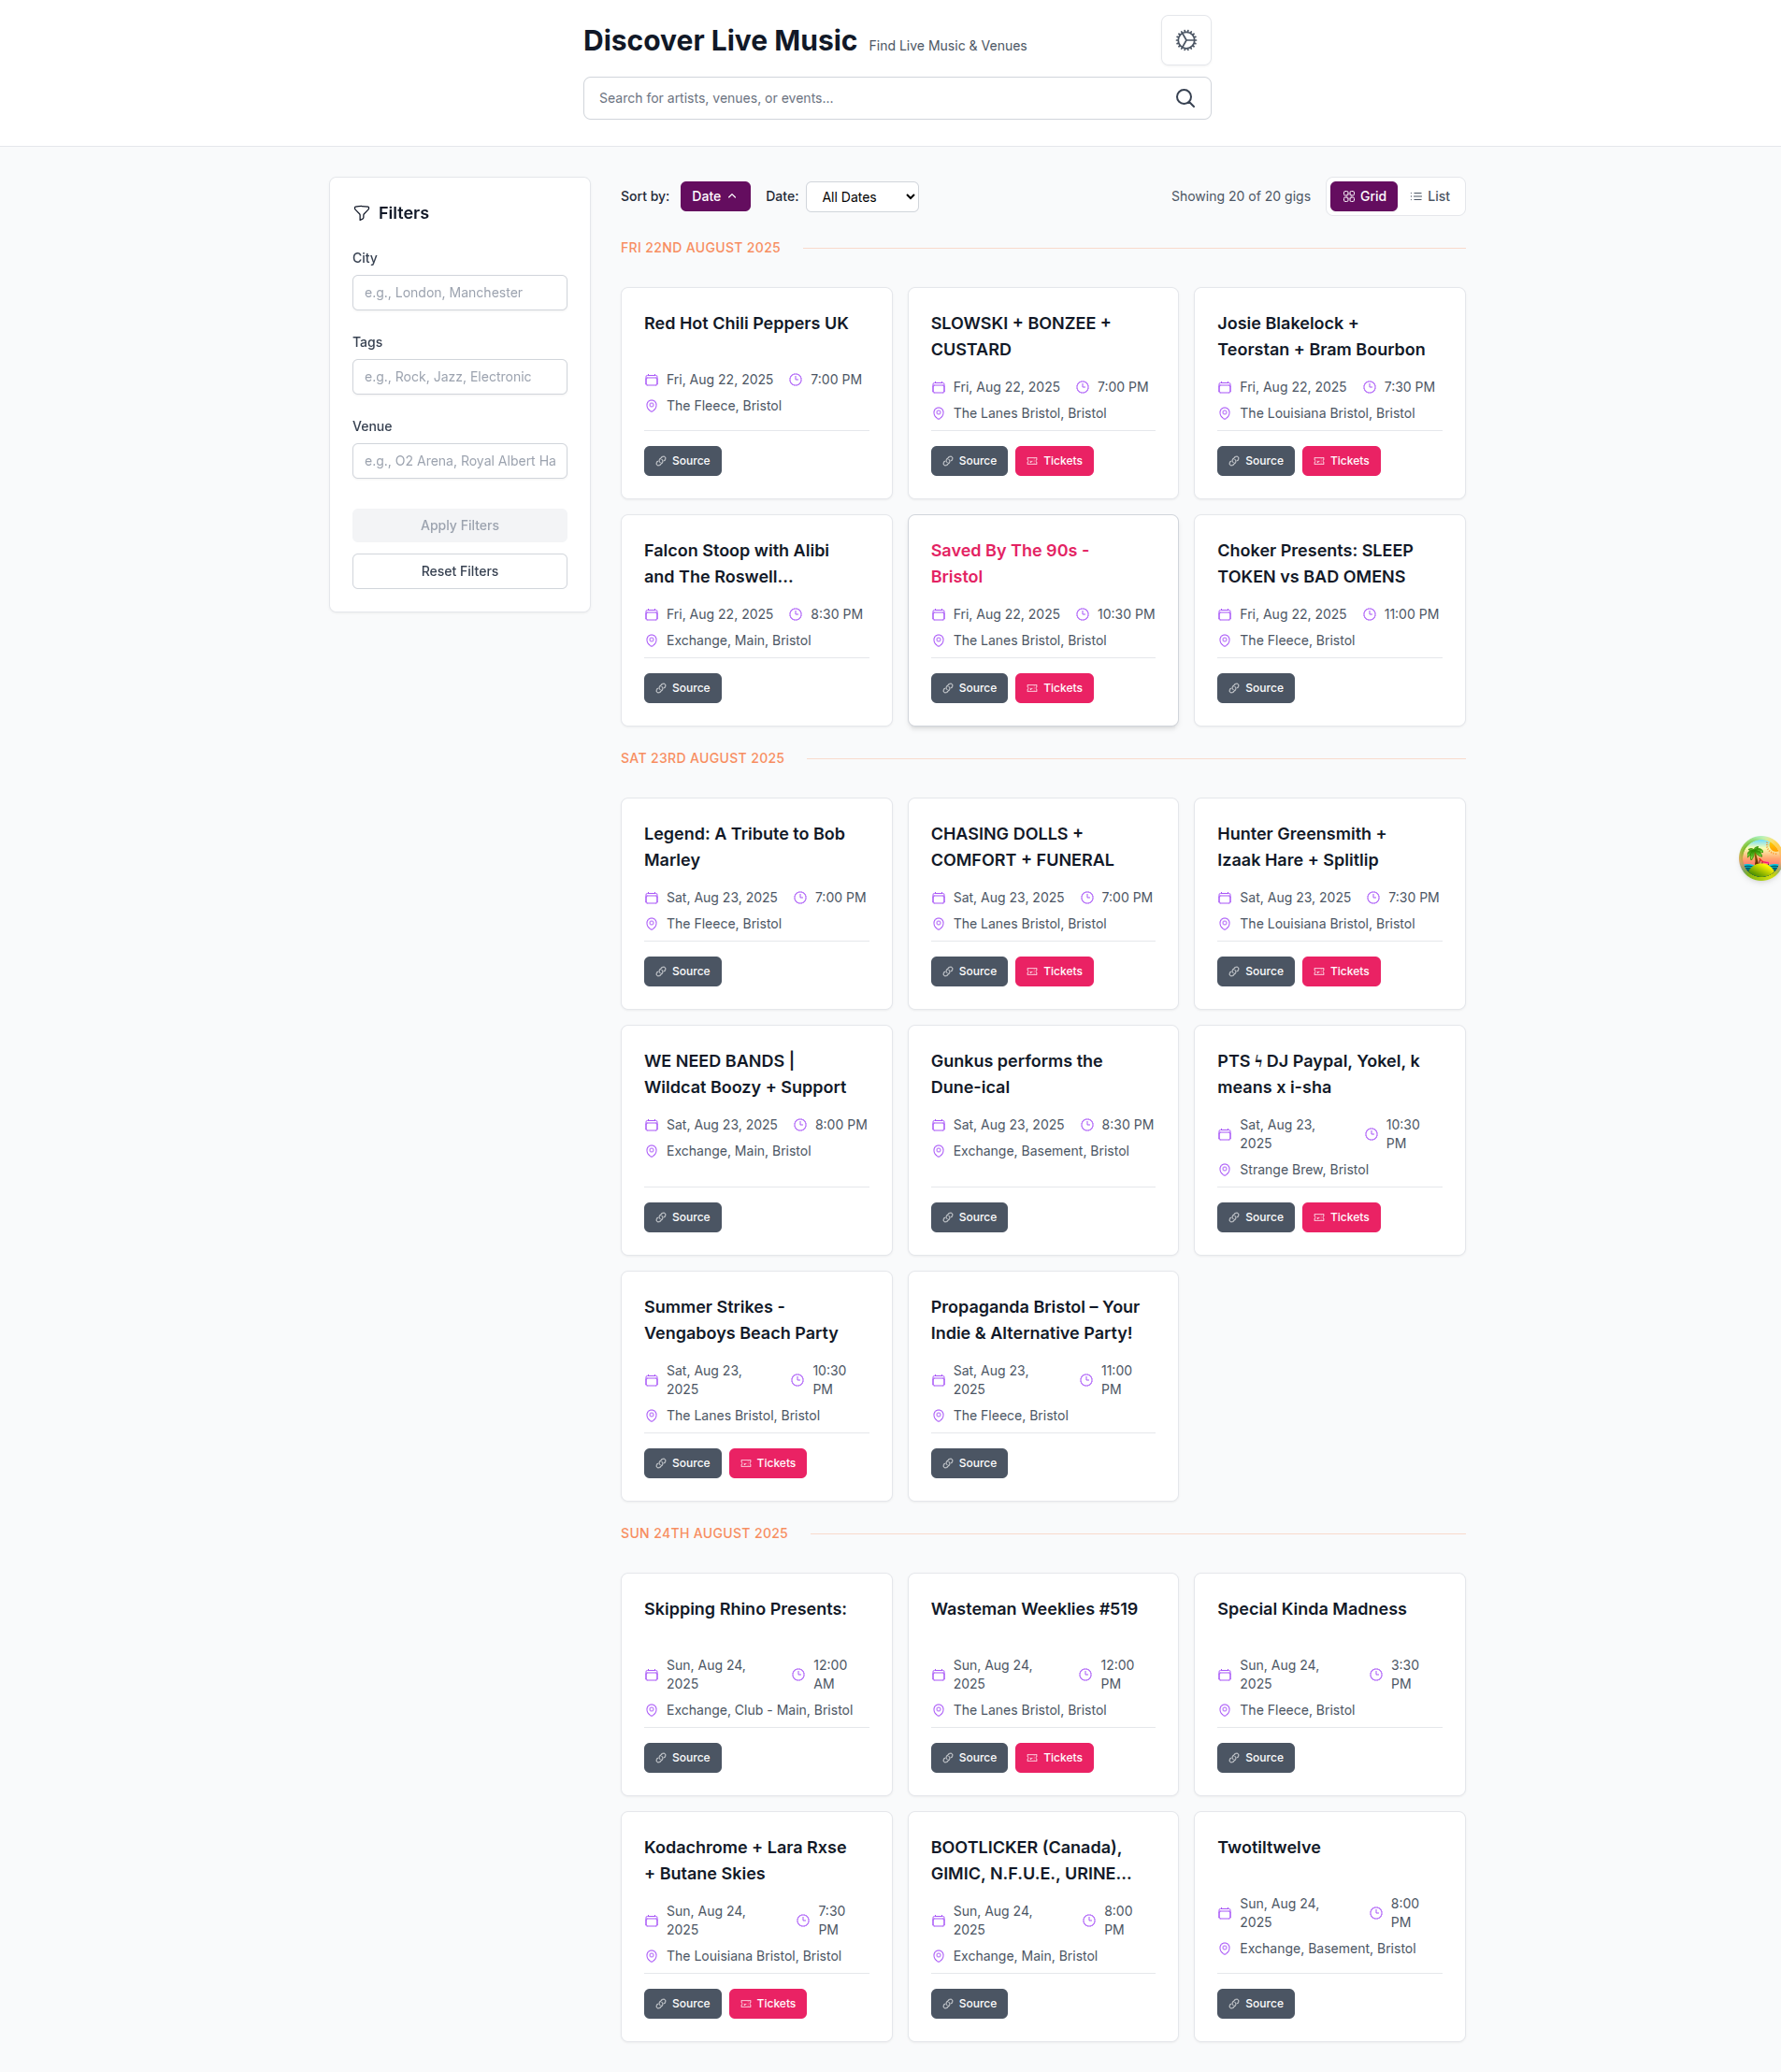 Discover Live Music
Find Live Music & Venues
Search for artists, venues, or events...
Filters
City
e.g., London, Manchester
Tags
e.g., Rock, Jazz, Electronic
Venue
e.g., O2 Arena, Royal Albert Ha
Apply Filters
Reset Filters
Sort by:
Date
Date:
All Dates
Showing 20 of 20 gigs
Grid
List
FRI 22ND AUGUST 2025
Red Hot Chili Peppers UK
Fri, Aug 22, 2025
7:00 PM
The Fleece, Bristol
Source
SLOWSKI + BONZEE +
CUSTARD
Fri, Aug 22, 2025
7:00 PM
The Lanes Bristol, Bristol
Source
Tickets
Josie Blakelock +
Teorstan + Bram Bourbon
Fri, Aug 22, 2025
7:30 PM
The Louisiana Bristol, Bristol
Source
Tickets
Falcon Stoop with Alibi
and The Roswell...
Fri, Aug 22, 2025
8:30 PM
Exchange, Main, Bristol
Source
Saved By The 90s -
Bristol
Fri, Aug 22, 2025
10:30 PM
The Lanes Bristol, Bristol
Source
Tickets
Choker Presents: SLEEP
TOKEN vs BAD OMENS
Fri, Aug 22, 2025
11:00 PM
The Fleece, Bristol
Source
SAT 23RD AUGUST 2025
Legend: A Tribute to Bob
Marley
Sat, Aug 23, 2025
7:00 PM
The Fleece, Bristol
Source
CHASING DOLLS +
COMFORT + FUNERAL
Sat, Aug 23, 2025
7:00 PM
The Lanes Bristol, Bristol
Source
Tickets
Hunter Greensmith +
Izaak Hare + Splitlip
Sat, Aug 23, 2025
7:30 PM
The Louisiana Bristol, Bristol
Source
Tickets
WE NEED BANDS |
Wildcat Boozy + Support
Sat, Aug 23, 2025
8:00 PM
Exchange, Main, Bristol
Source
Gunkus performs the
Dune-ical
Sat, Aug 23, 2025
8:30 PM
Exchange, Basement, Bristol
Source
PTS ϟ DJ Paypal, Yokel, k
means x i-sha
Sat, Aug 23,
2025
10:30
PM
Strange Brew, Bristol
Source
Tickets
Summer Strikes -
Vengaboys Beach Party
Sat, Aug 23,
2025
10:30
PM
The Lanes Bristol, Bristol
Source
Tickets
Propaganda Bristol – Your
Indie & Alternative Party!
Sat, Aug 23,
2025
11:00
PM
The Fleece, Bristol
Source
SUN 24TH AUGUST 2025
Skipping Rhino Presents:
Sun, Aug 24,
2025
12:00
AM
Exchange, Club - Main, Bristol
Source
Wasteman Weeklies #519
Sun, Aug 24,
2025
12:00
PM
The Lanes Bristol, Bristol
Source
Tickets
Special Kinda Madness
Sun, Aug 24,
2025
3:30
PM
The Fleece, Bristol
Source
Kodachrome + Lara Rxse
+ Butane Skies
Sun, Aug 24,
2025
7:30
PM
The Louisiana Bristol, Bristol
Source
Tickets
BOOTLICKER (Canada),
GIMIC, N.F.U.E., URINE...
Sun, Aug 24,
2025
8:00
PM
Exchange, Main, Bristol
Source
Twotiltwelve
Sun, Aug 24,
2025
8:00
PM
Exchange, Basement, Bristol
Source